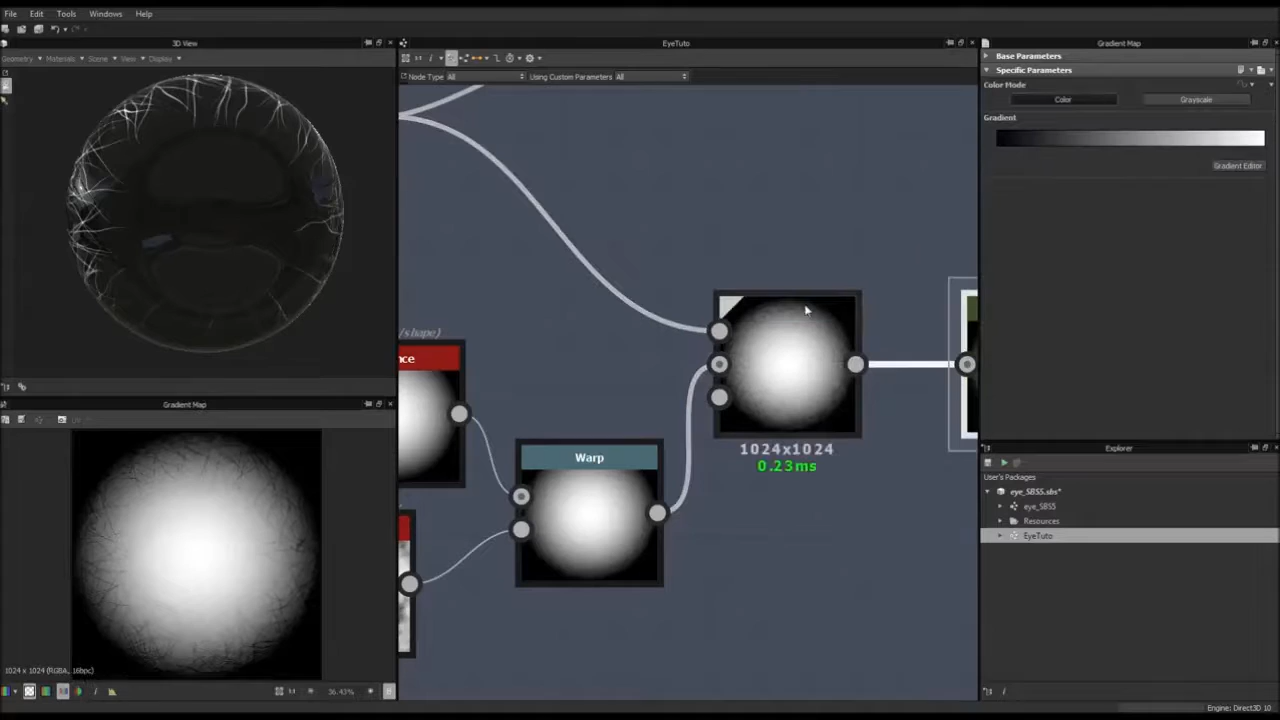 File Edit Tools Windows Help
3D View
Geometry Materials Scene View Display
EyeTuto
Node Type All Using Custom Parameters All
/shape)
nce
Warp
1024x1024
0.23ms
Gradient Map
1024 x 1024 (RGBA, 16bpc)
36.43%
Gradient Map
Base Parameters
Specific Parameters
Color Mode
Color Grayscale
Gradient
Gradient Editor
Explorer
User's Packages
eye_SBS5.sbs*
eye_SBS5
Resources
EyeTuto
Engine: Direct3D 10